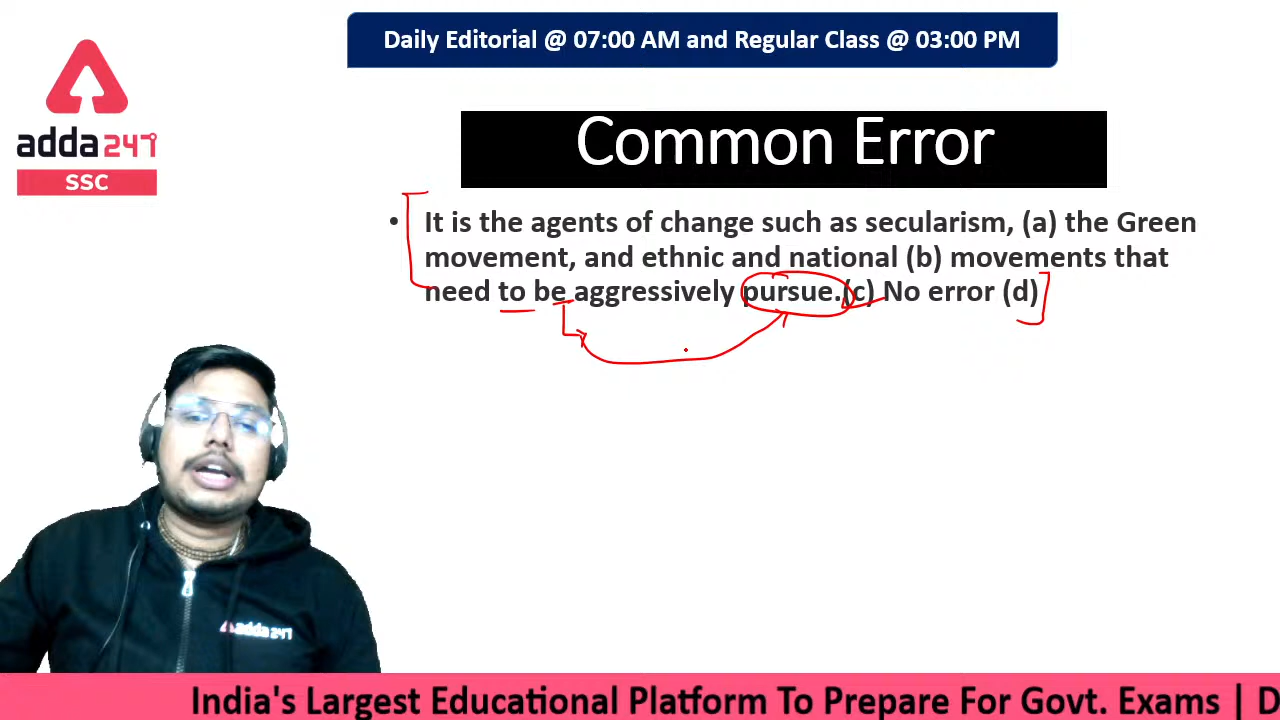 Daily Editorial @ 07:00 AM and Regular Class @ 03:00 PM
adda247
SSC
Common Error
• It is the agents of change such as secularism, (a) the Green
movement, and ethnic and national (b) movements that
need to be aggressively pursue.(c) No error (d)
adda247
India's Largest Educational Platform To Prepare For Govt. Exams | D